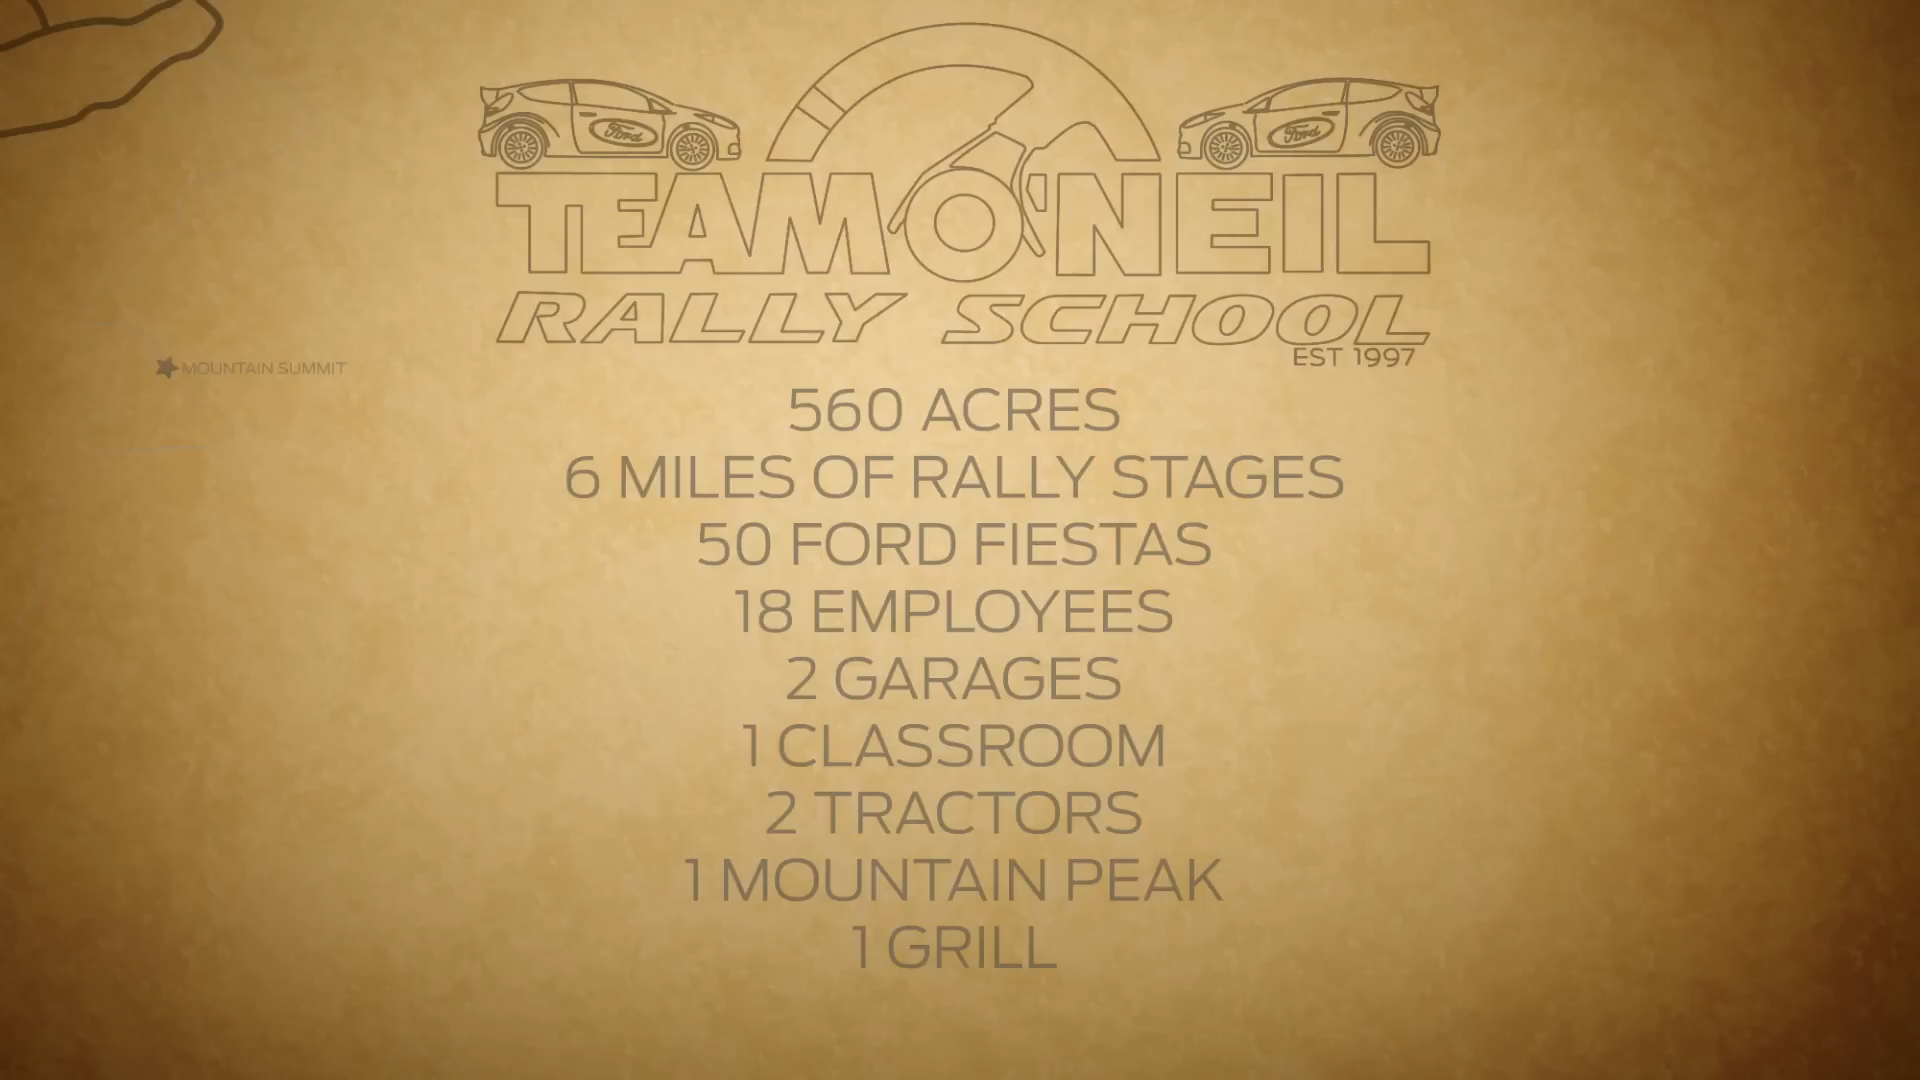 Ford
Ford
TEAM O'NEIL
RALLY SCHOOL
EST 1997
MOUNTAIN SUMMIT
560 ACRES
6 MILES OF RALLY STAGES
50 FORD FIESTAS
18 EMPLOYEES
2 GARAGES
1 CLASSROOM
2 TRACTORS
1 MOUNTAIN PEAK
1 GRILL